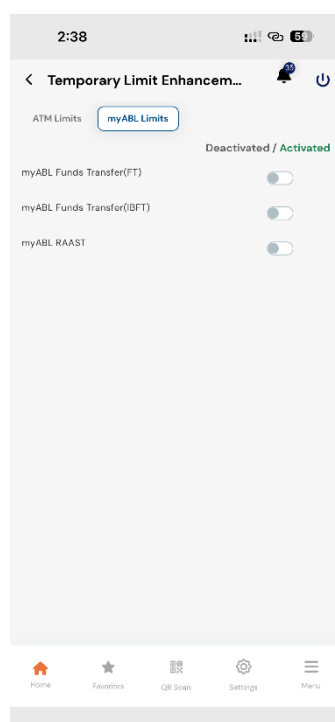 2:38
59
Temporary Limit Enhancem...
35
ATM Limits
myABL Limits
Deactivated / Activated
myABL Funds Transfer(FT)
myABL Funds Transfer(IBFT)
myABL RAAST
Home
Favorites
QR Scan
Settings
Menu